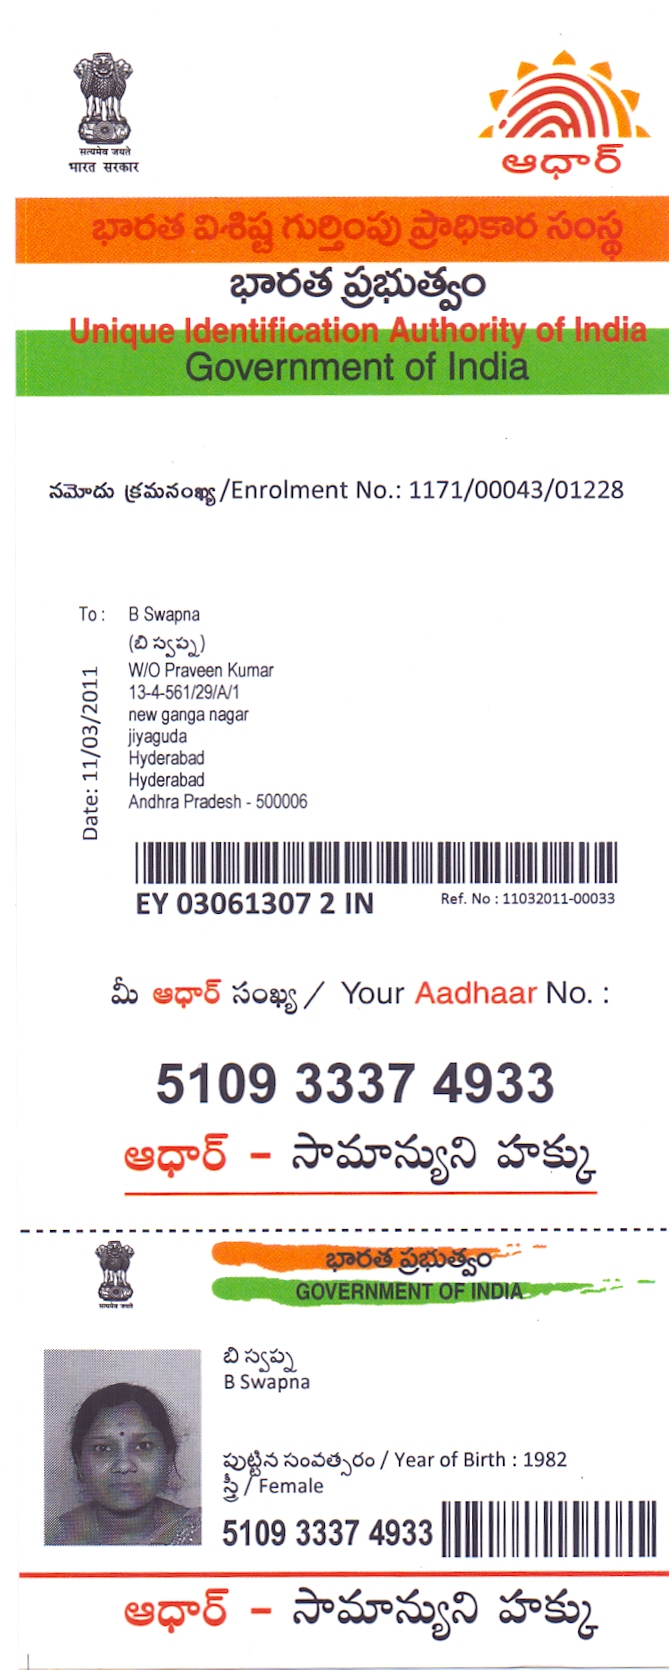 सत्यमेव जयते
भारत सरकार
ఆధార్
భారత విశిష్ట గుర్తింపు ప్రాధికార సంస్థ
భారత ప్రభుత్వం
Unique Identification Authority of India
Government of India
నమోదు క్రమసంఖ్య /Enrolment No.: 1171/00043/01228
To : B Swapna
(బి స్వప్న)
W/O Praveen Kumar
13-4-561/29/A/1
new ganga nagar
jiyaguda
Hyderabad
Hyderabad
Andhra Pradesh - 500006
Date: 11/03/2011
EY 03061307 2 IN
Ref. No : 11032011-00033
మీ ఆధార్ సంఖ్య / Your Aadhaar No. :
5109 3337 4933
ఆధార్ - సామాన్యుని హక్కు
सत्यमेव जयते
భారత ప్రభుత్వం
GOVERNMENT OF INDIA
బి స్వప్న
B Swapna
పుట్టిన సంవత్సరం / Year of Birth : 1982
స్త్రీ / Female
5109 3337 4933
ఆధార్ - సామాన్యుని హక్కు